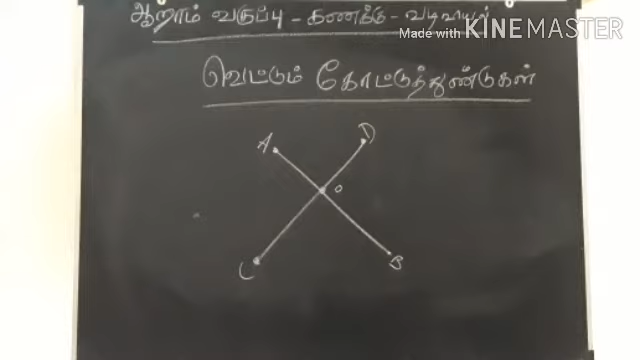 ஆறாம் வகுப்பு - கணக்கு - வடிவியல்
Made with KINEMASTER
வெட்டும் கோட்டுத்துண்டுகள்
A D
O
C B